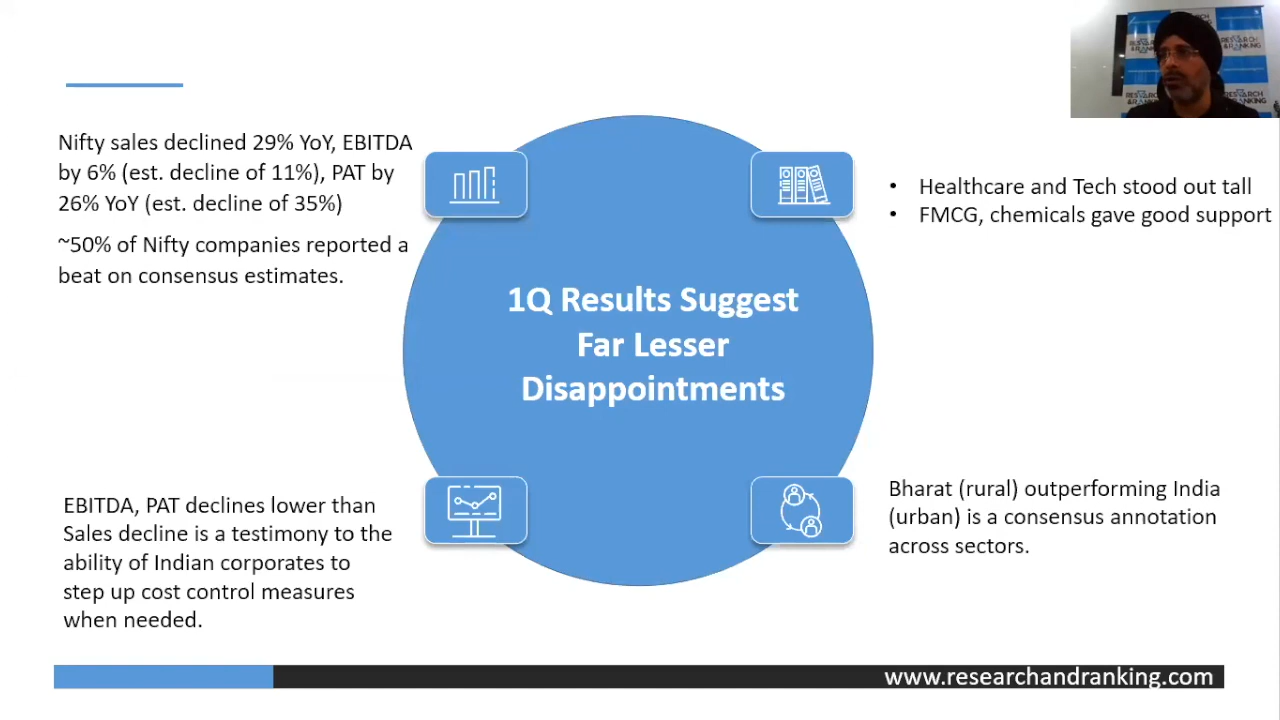 Nifty sales declined 29% YoY, EBITDA
by 6% (est. decline of 11%), PAT by
26% YoY (est. decline of 35%)
~50% of Nifty companies reported a
beat on consensus estimates.
• Healthcare and Tech stood out tall
• FMCG, chemicals gave good support
1Q Results Suggest
Far Lesser
Disappointments
EBITDA, PAT declines lower than
Sales decline is a testimony to the
ability of Indian corporates to
step up cost control measures
when needed.
Bharat (rural) outperforming India
(urban) is a consensus annotation
across sectors.
www.researchandranking.com